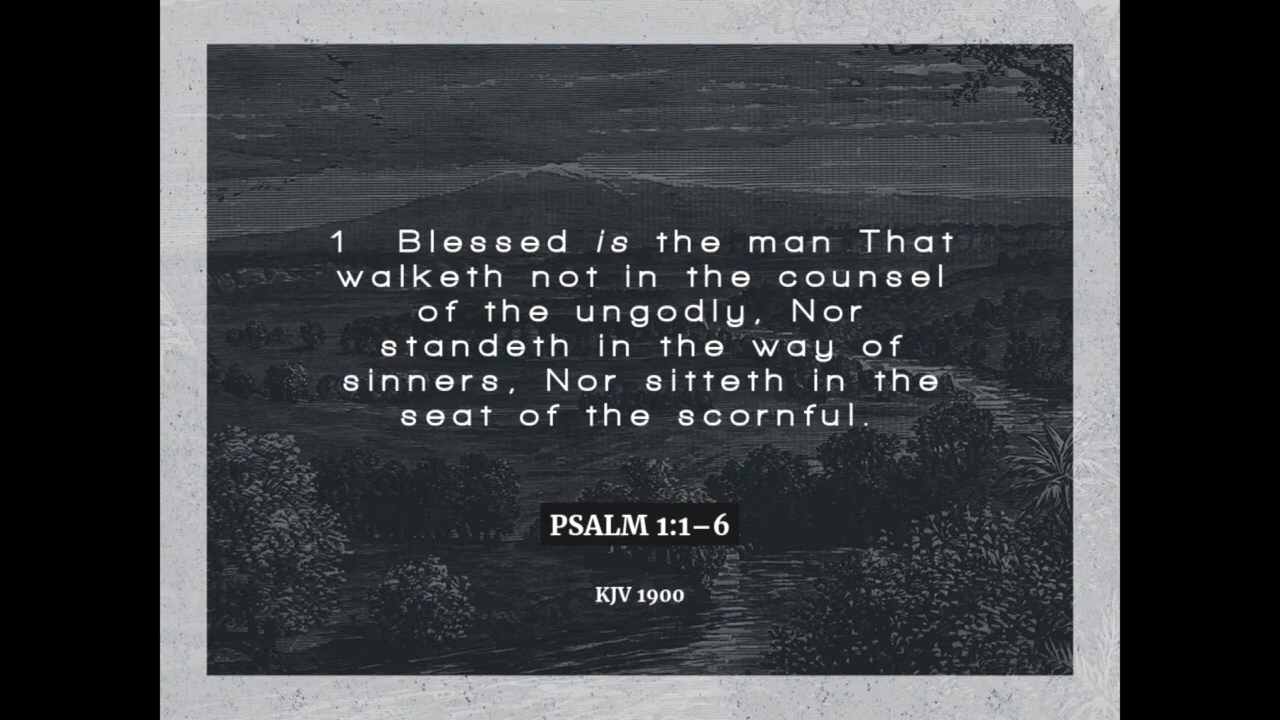 1 Blessed is the man That
walketh not in the counsel
of the ungodly, Nor
standeth in the way of
sinners, Nor sitteth in the
seat of the scornful.
PSALM 1:1–6
KJV 1900